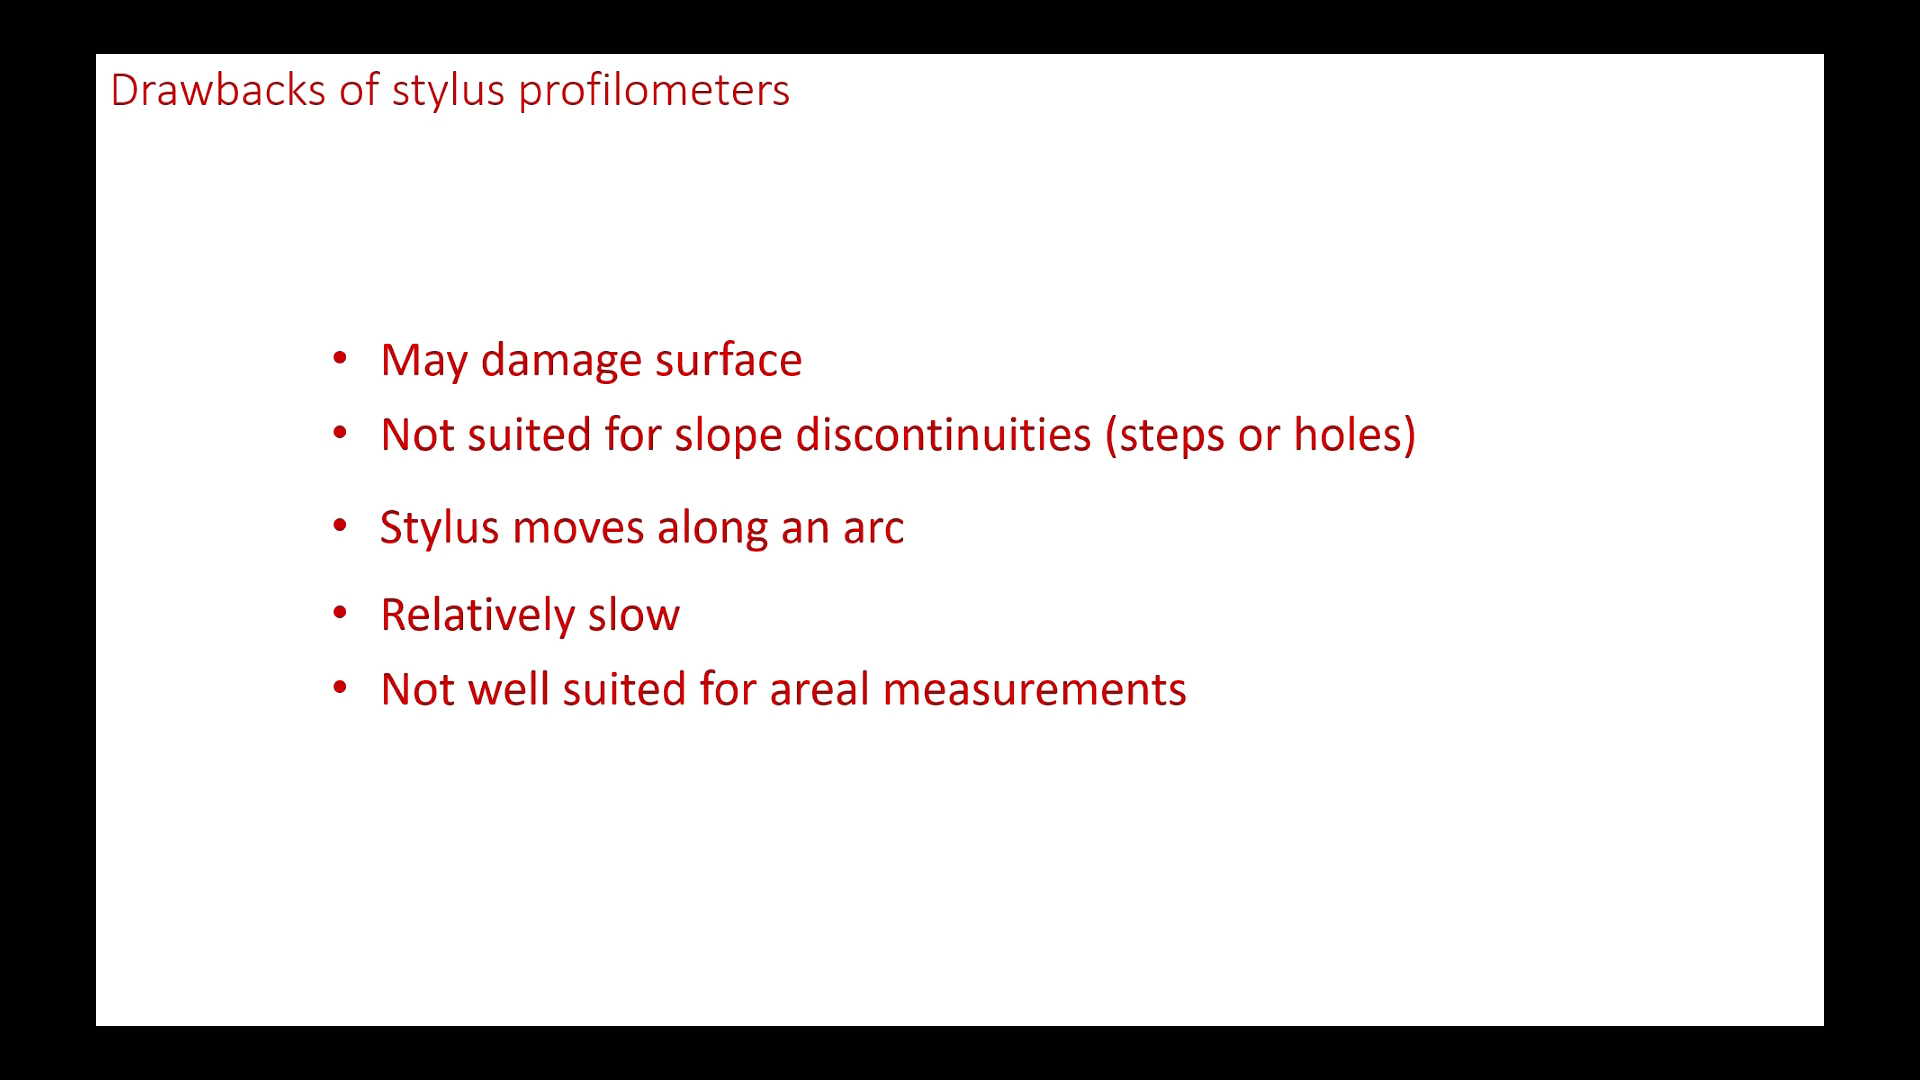 Drawbacks of stylus profilometers
• May damage surface
• Not suited for slope discontinuities (steps or holes)
• Stylus moves along an arc
• Relatively slow
• Not well suited for areal measurements